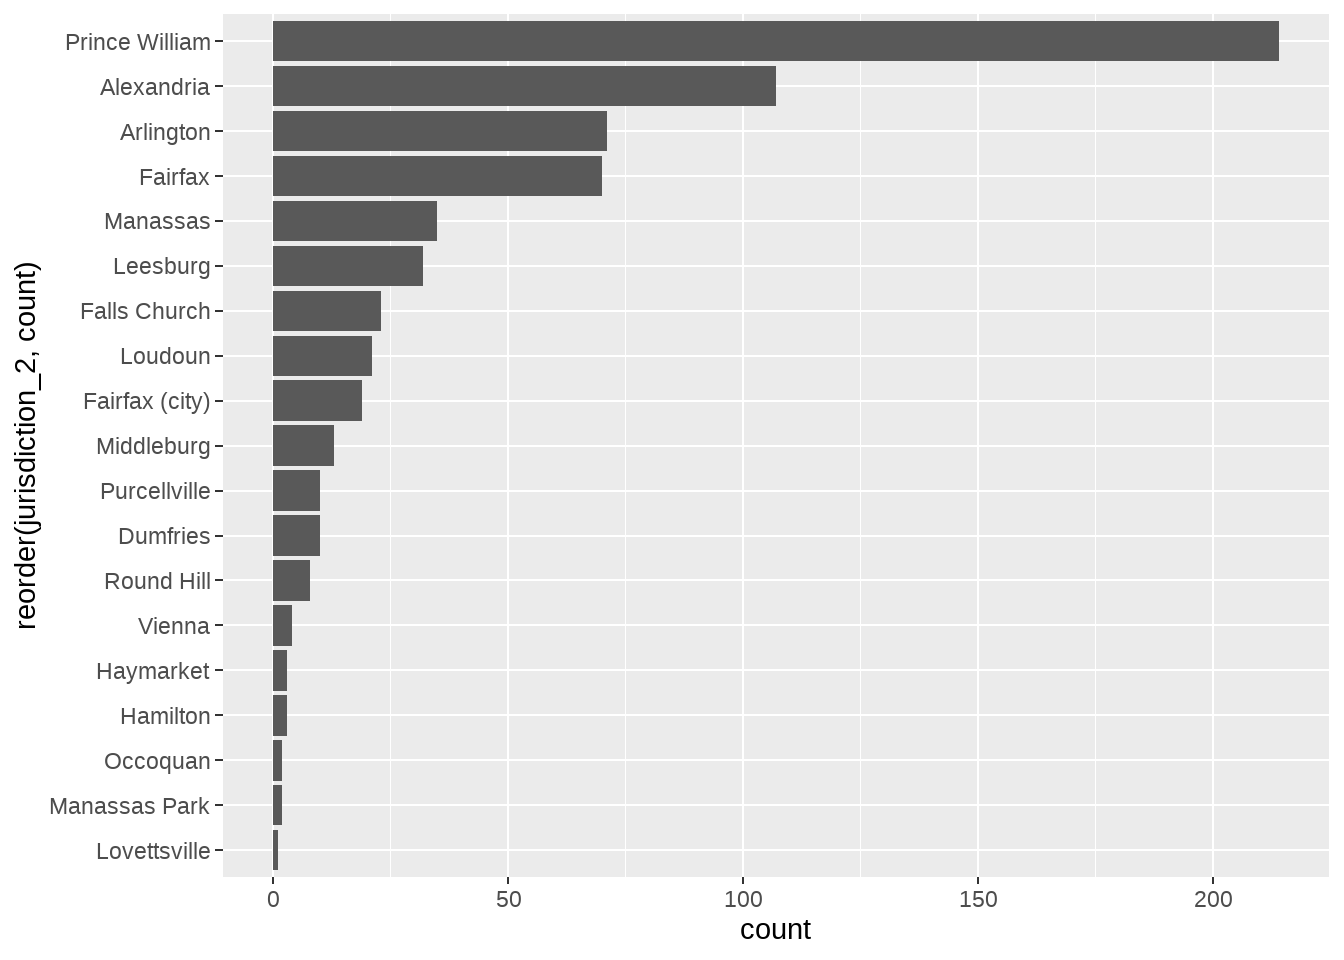 Prince William
Alexandria
Arlington
Fairfax
Manassas
Leesburg
Falls Church
Loudoun
Fairfax (city)
Middleburg
Purcellville
Dumfries
Round Hill
Vienna
Haymarket
Hamilton
Occoquan
Manassas Park
Lovettsville
reorder(jurisdiction_2, count)
0 50 100 150 200
count